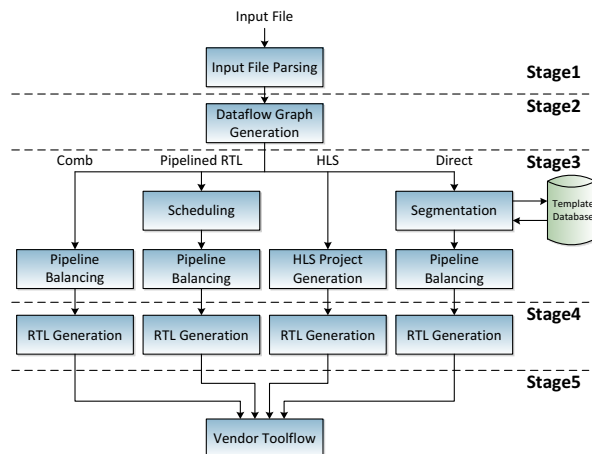 Input File
Input File Parsing
Stage1
Stage2
Dataflow Graph
Generation
Comb
Pipelined RTL
HLS
Direct
Stage3
Scheduling
Segmentation
Template
Database
Pipeline
Balancing
Pipeline
Balancing
HLS Project
Generation
Pipeline
Balancing
Stage4
RTL Generation
RTL Generation
RTL Generation
RTL Generation
Stage5
Vendor Toolflow